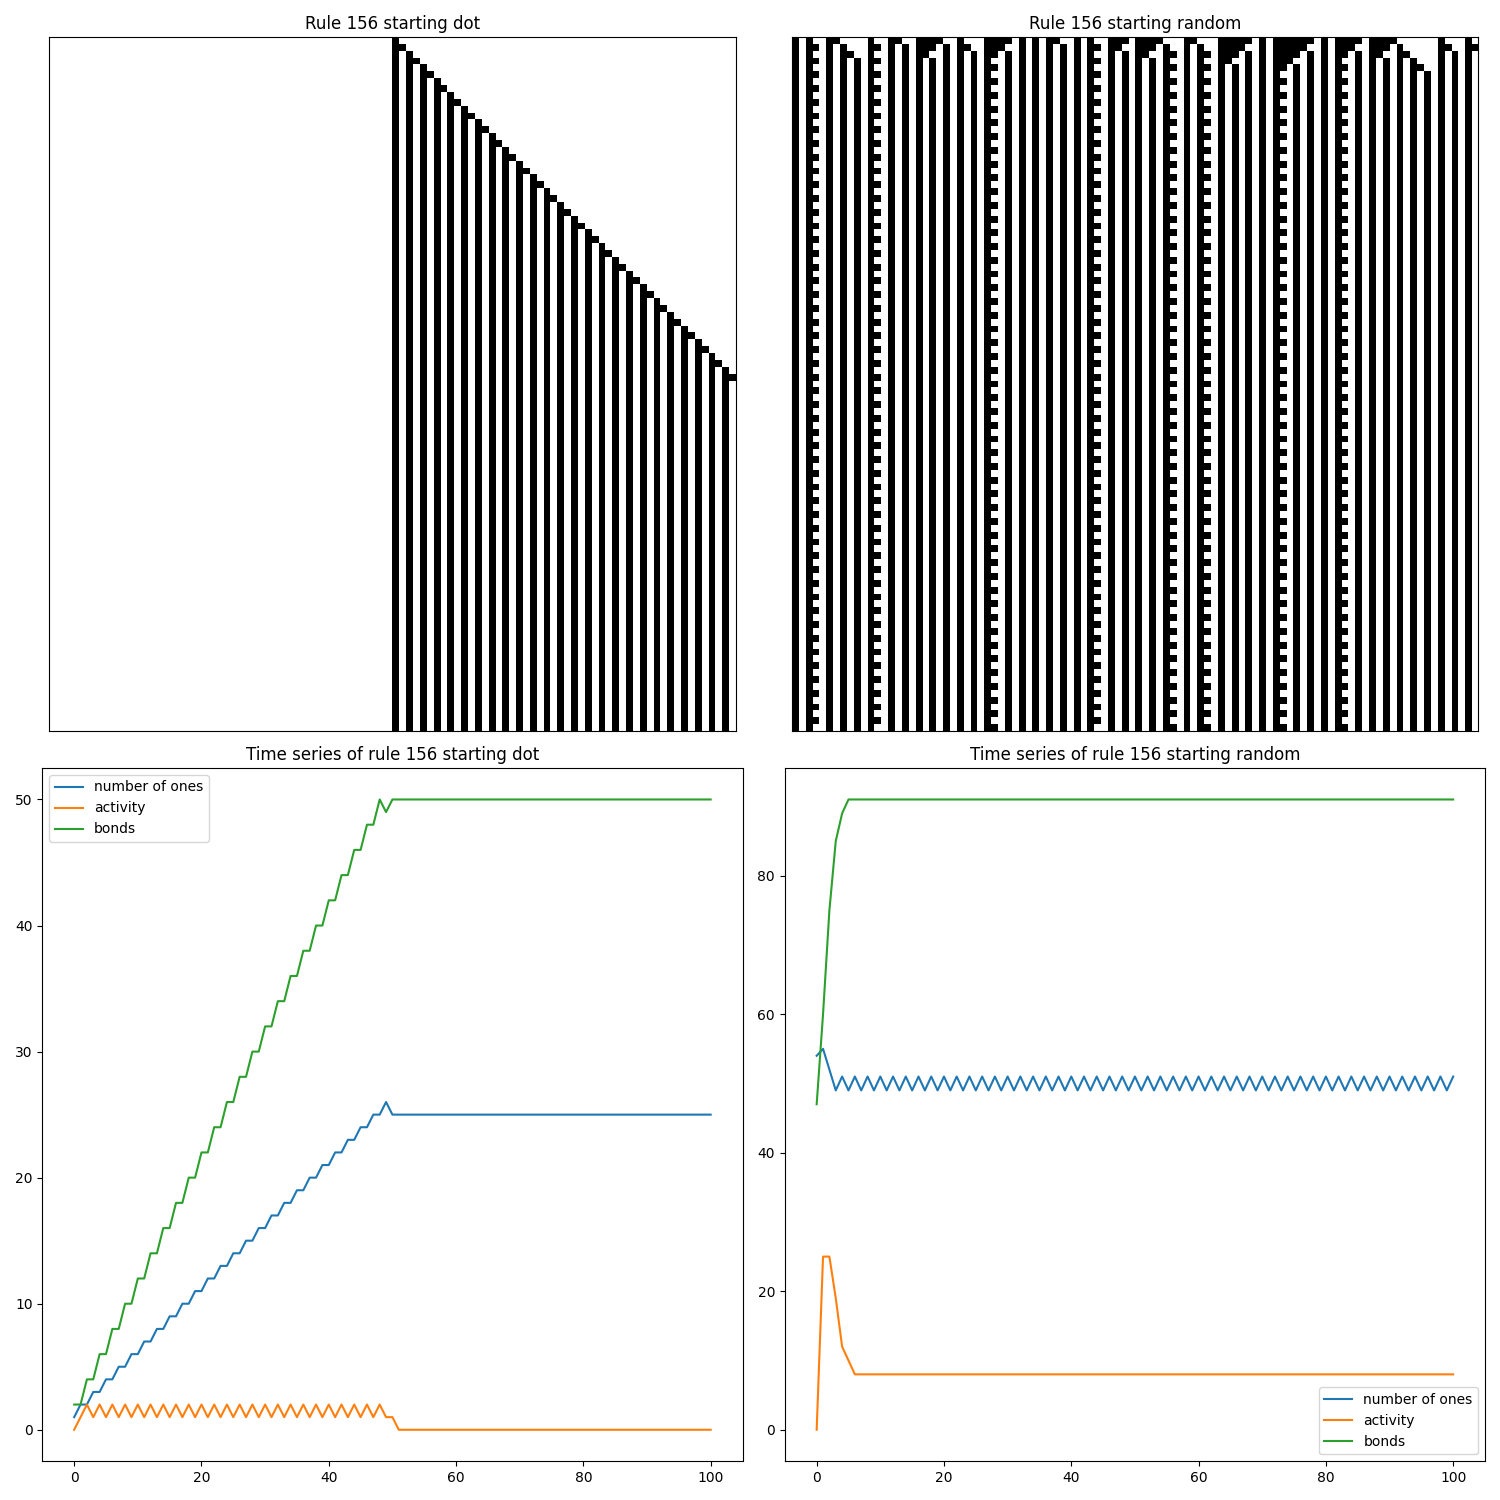 Rule 156 starting dot
Rule 156 starting random
Time series of rule 156 starting dot
number of ones
activity
bonds
50
40
30
20
10
0
0
20
40
60
80
100
Time series of rule 156 starting random
80
60
40
20
0
number of ones
activity
bonds
0
20
40
60
80
100